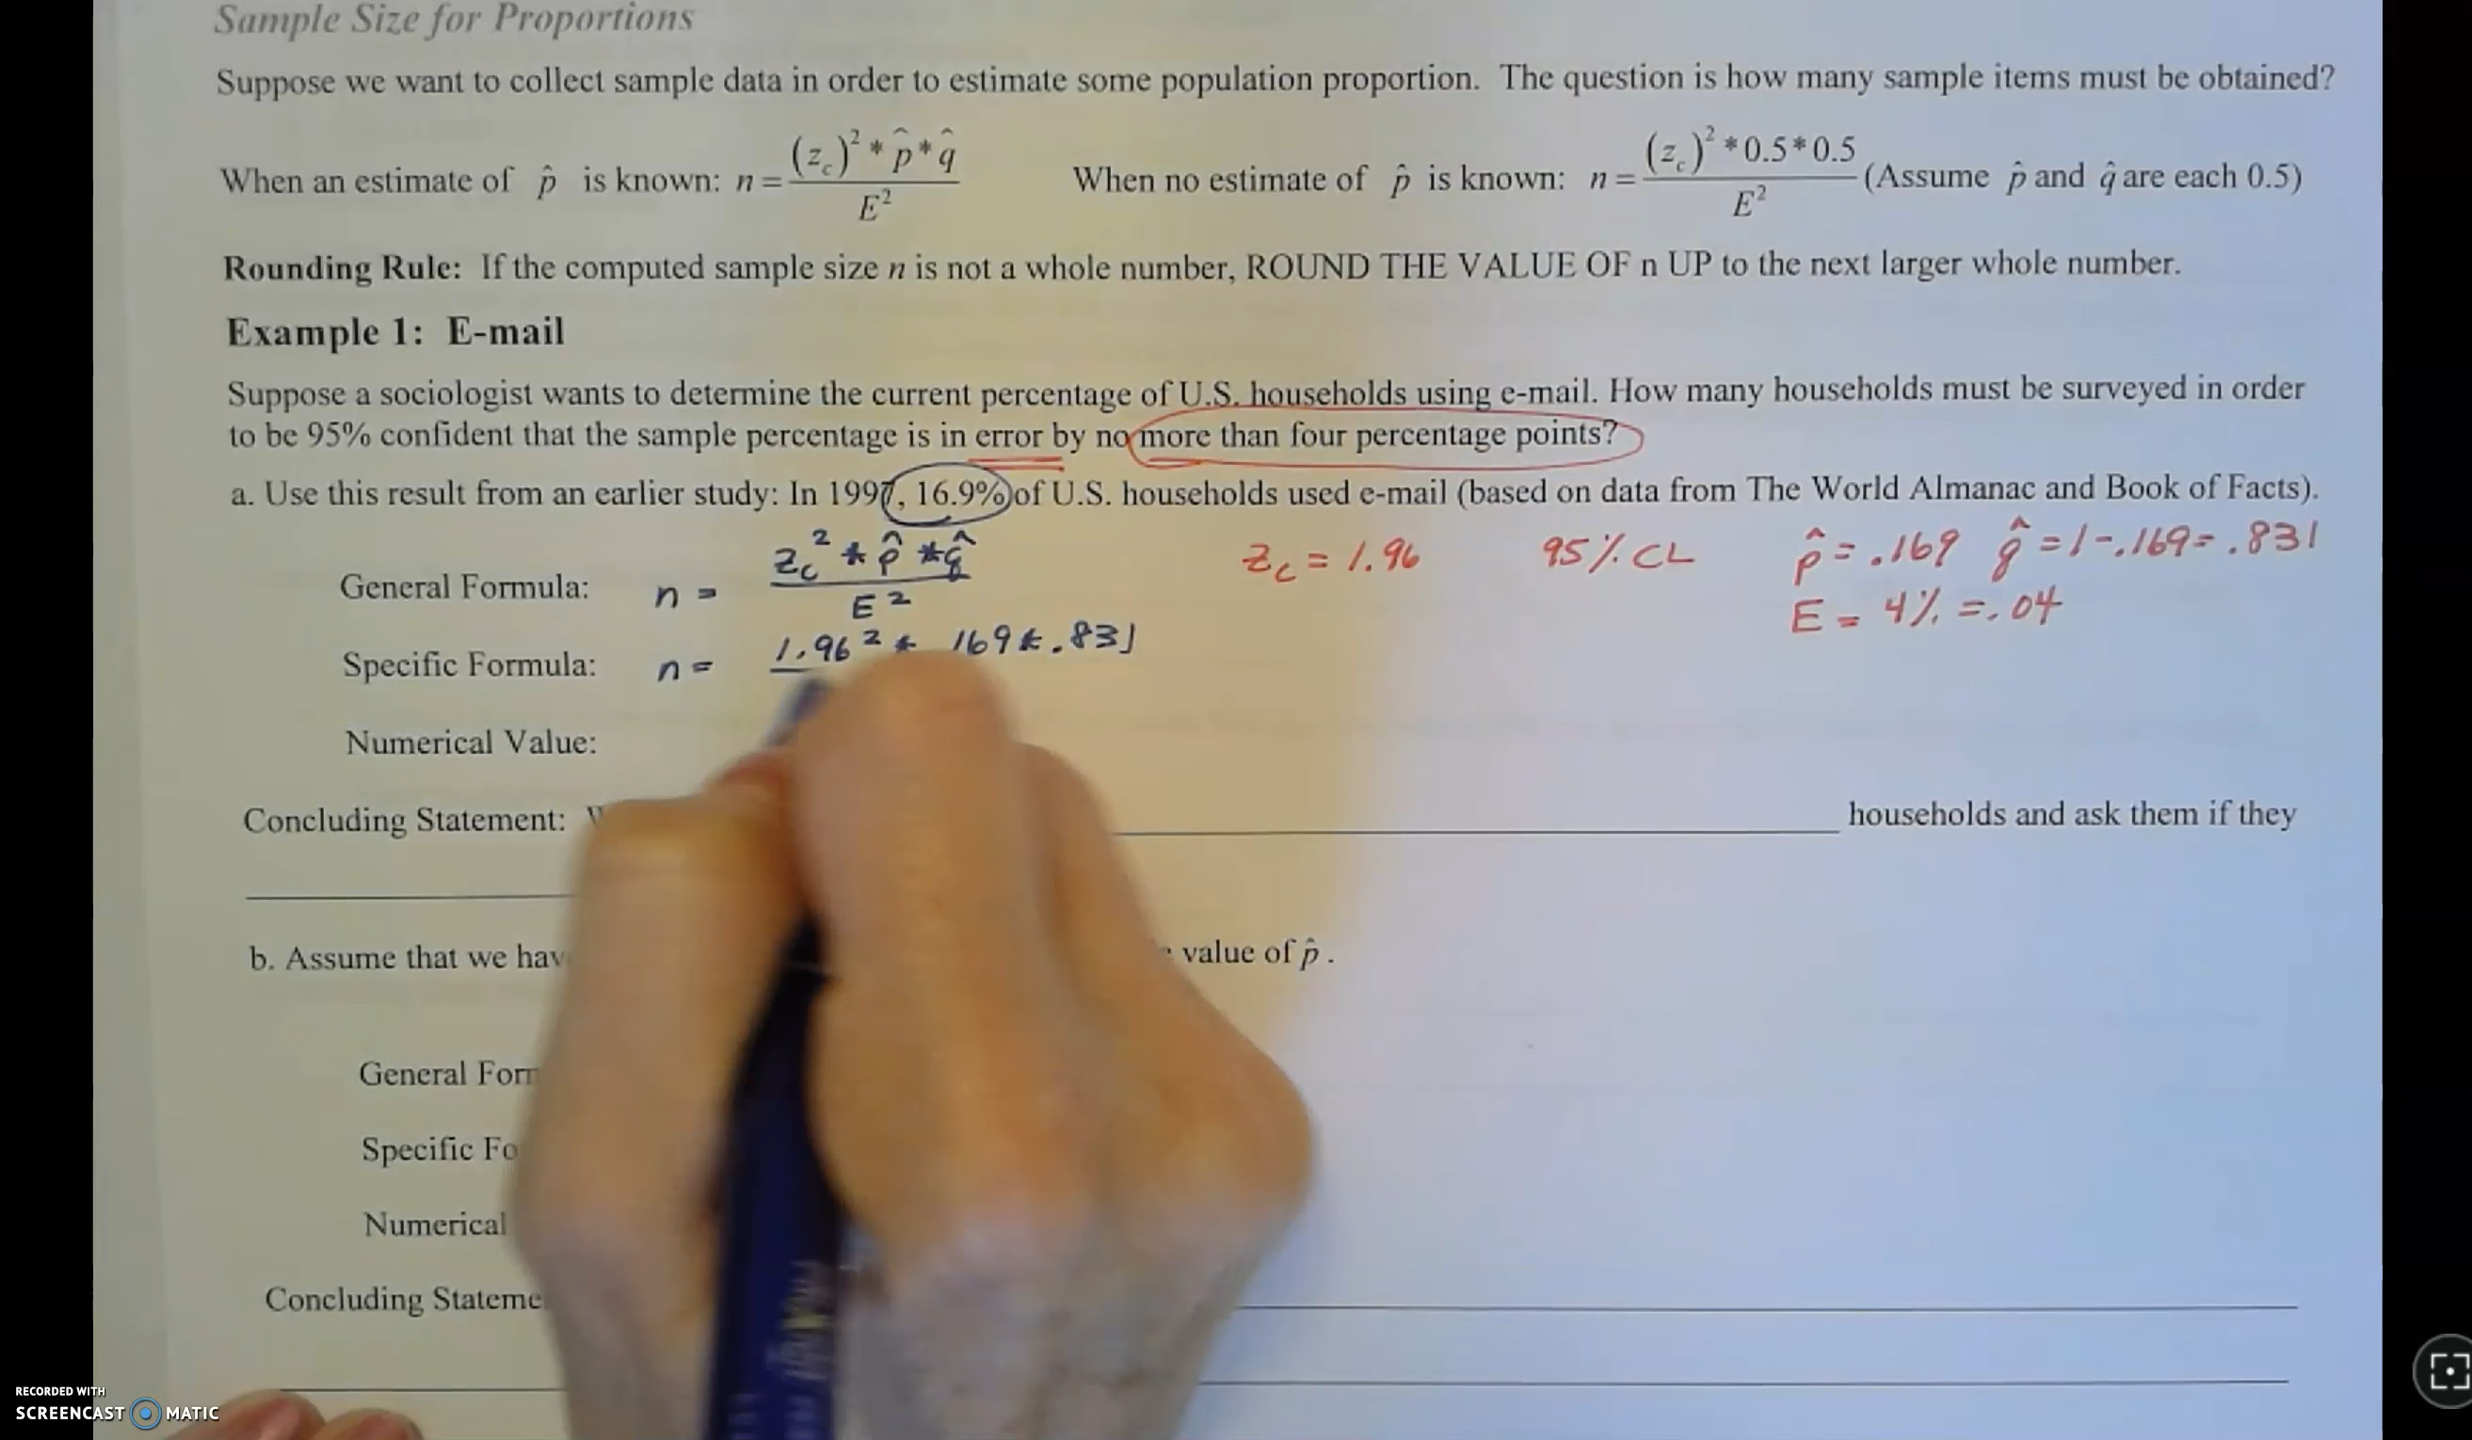 Sample Size for Proportions
Suppose we want to collect sample data in order to estimate some population proportion. The question is how many sample items must be obtained?
When an estimate of p̂ is known: n = (z_c)² * p̂ * q̂ / E² When no estimate of p̂ is known: n = (z_c)² * 0.5 * 0.5 / E² (Assume p̂ and q̂ are each 0.5)
Rounding Rule: If the computed sample size n is not a whole number, ROUND THE VALUE OF n UP to the next larger whole number.
Example 1: E-mail
Suppose a sociologist wants to determine the current percentage of U.S. households using e-mail. How many households must be surveyed in order
to be 95% confident that the sample percentage is in error by no more than four percentage points?
a. Use this result from an earlier study: In 1997, 16.9% of U.S. households used e-mail (based on data from The World Almanac and Book of Facts).
General Formula: n = z_c² * p̂ * q̂ / E² z_c = 1.96 95% CL p̂ = .169 q̂ = 1 - .169 = .831
E = 4% = .04
Specific Formula: n = 1.96² * 169 * .831
Numerical Value:
Concluding Statement: households and ask them if they
b. Assume that we hav value of p̂ .
General For
Specific Fo
Numerical
Concluding Stateme
RECORDED WITH
SCREENCAST MATIC